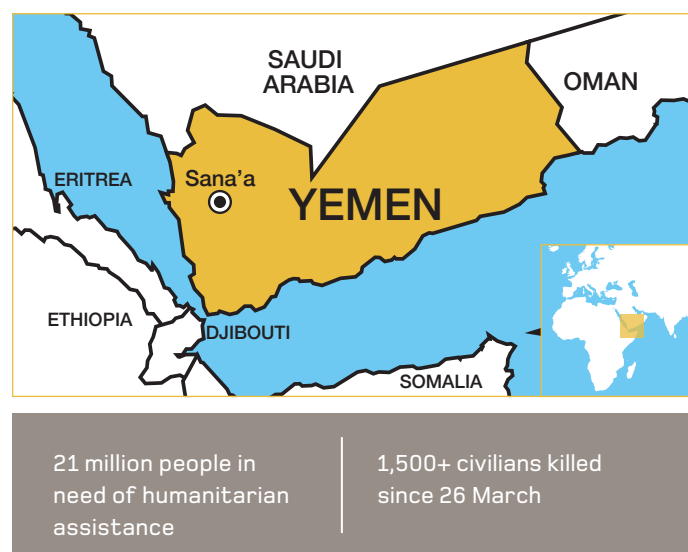 SAUDI
ARABIA
OMAN
ERITREA
Sana’a
YEMEN
ETHIOPIA
DJIBOUTI
SOMALIA
21 million people in
need of humanitarian
assistance
1,500+ civilians killed
since 26 March